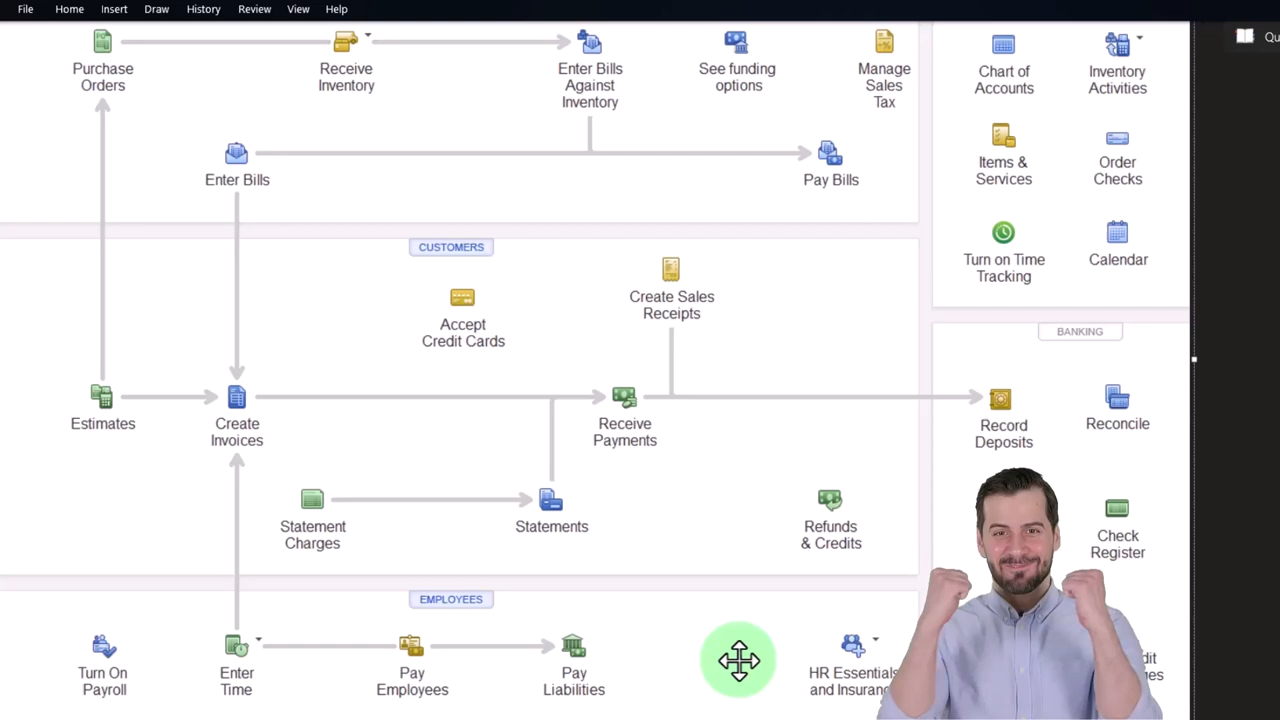 File Home Insert Draw History Review View Help
Qu
Purchase
Orders
Receive
Inventory
Enter Bills
Against
Inventory
See funding
options
Manage
Sales
Tax
Enter Bills
Pay Bills
Chart of
Accounts
Inventory
Activities
Items &
Services
Order
Checks
Turn on Time
Tracking
Calendar
CUSTOMERS
Create Sales
Receipts
Accept
Credit Cards
Estimates
Create
Invoices
Receive
Payments
Statement
Charges
Statements
Refunds
& Credits
BANKING
Record
Deposits
Reconcile
Check
Register
EMPLOYEES
Turn On
Payroll
Enter
Time
Pay
Employees
Pay
Liabilities
HR Essentials
and Insurance